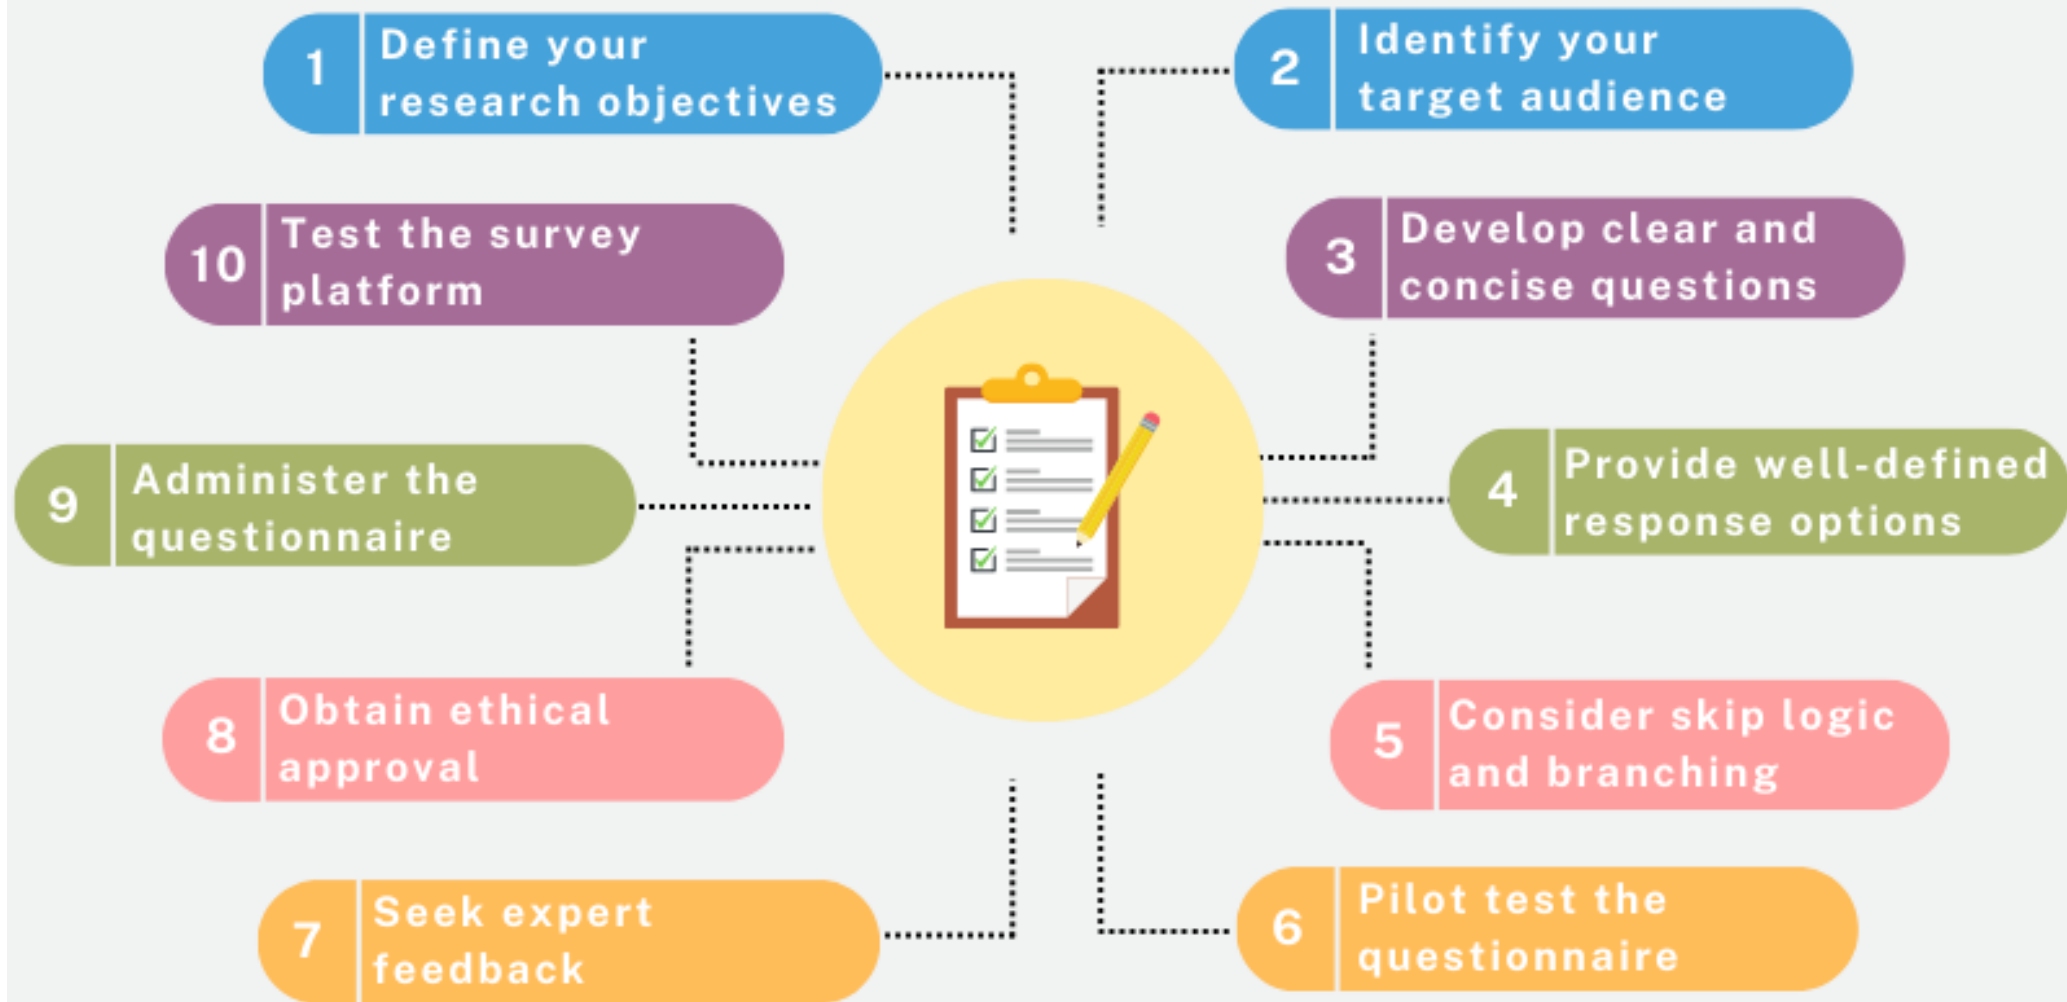 1
Define your
research objectives
2
Identify your
target audience
3
Develop clear and
concise questions
4
Provide well-defined
response options
5
Consider skip logic
and branching
6
Pilot test the
questionnaire
7
Seek expert
feedback
8
Obtain ethical
approval
9
Administer the
questionnaire
10
Test the survey
platform